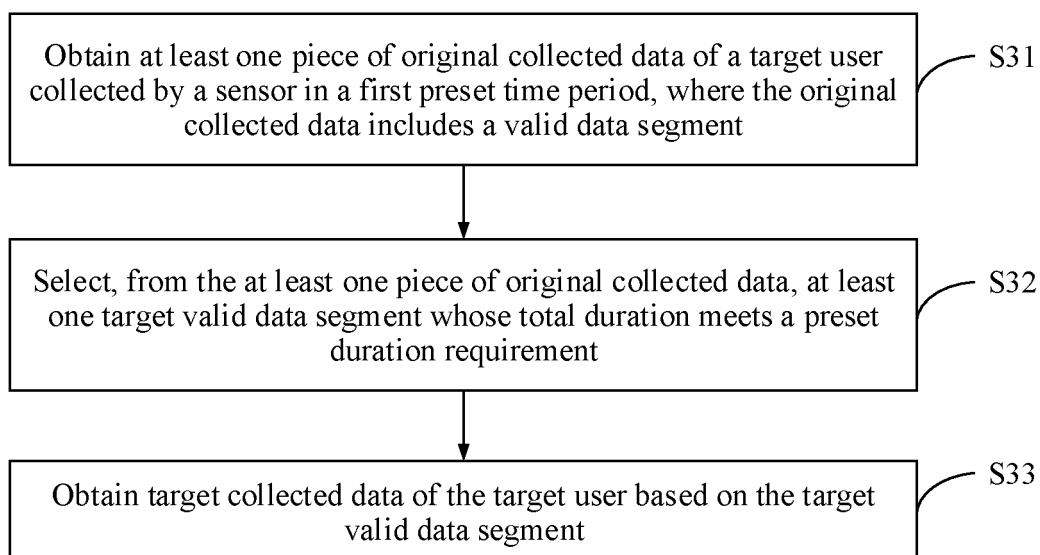 Obtain at least one piece of original collected data of a target user
collected by a sensor in a first preset time period, where the original
collected data includes a valid data segment
S31
Select, from the at least one piece of original collected data, at least
one target valid data segment whose total duration meets a preset
duration requirement
S32
Obtain target collected data of the target user based on the target
valid data segment
S33